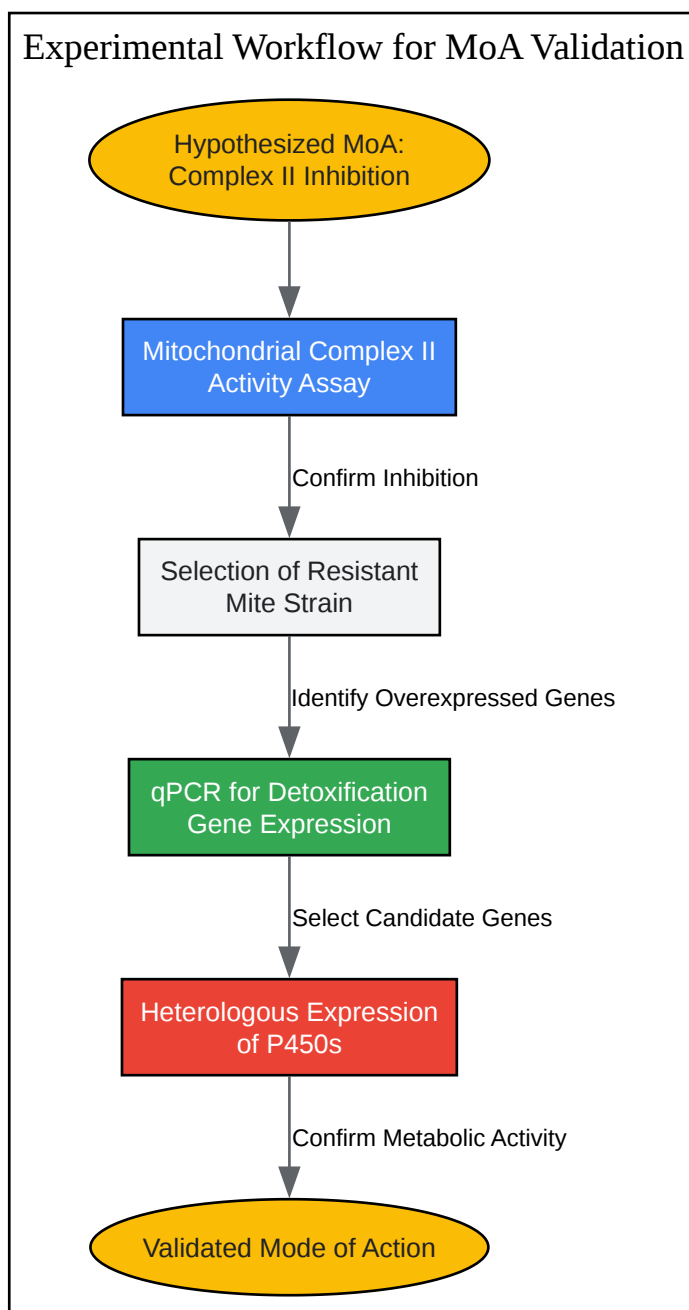 Experimental Workflow for MoA Validation
Hypothesized MoA:
Complex II Inhibition
Mitochondrial Complex II
Activity Assay
Confirm Inhibition
Selection of Resistant
Mite Strain
Identify Overexpressed Genes
qPCR for Detoxification
Gene Expression
Select Candidate Genes
Heterologous Expression
of P450s
Confirm Metabolic Activity
Validated Mode of Action